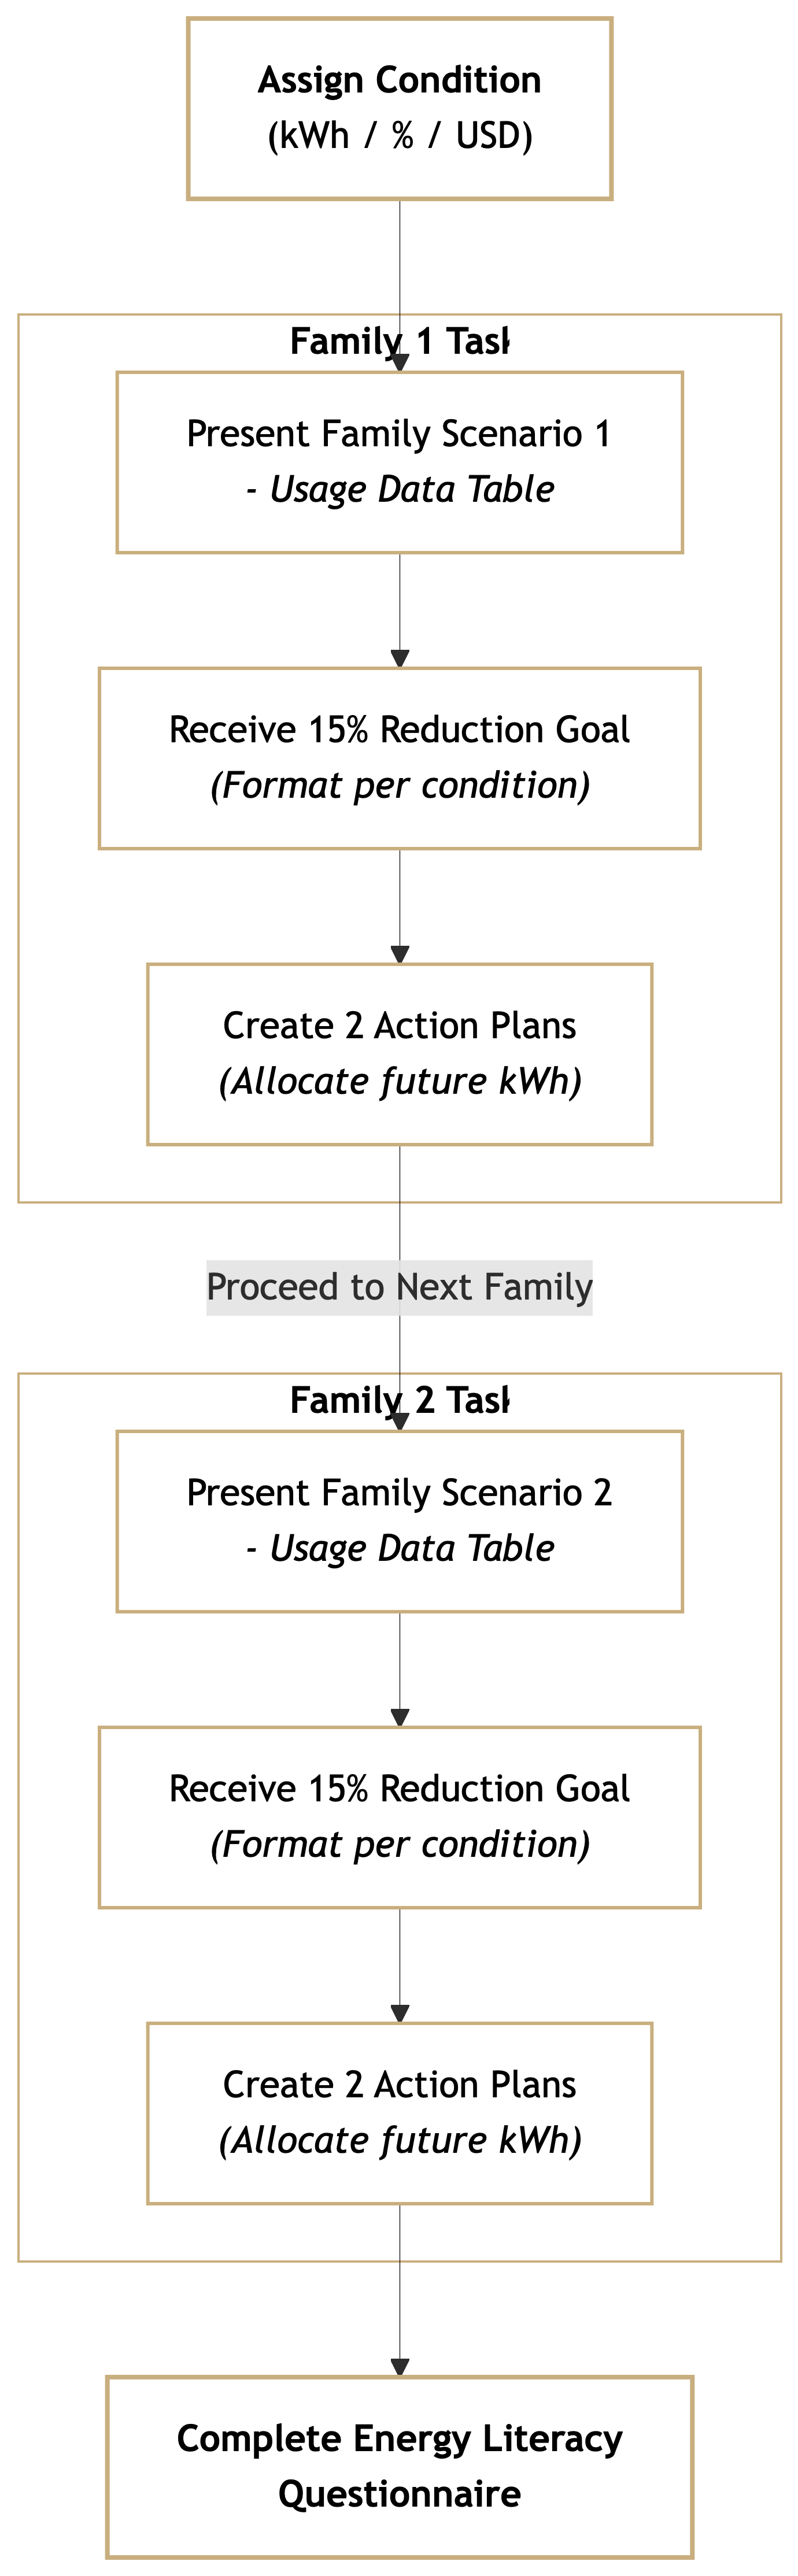 Assign Condition
(kWh / % / USD)
Family 1 Task
Present Family Scenario 1
- Usage Data Table
Receive 15% Reduction Goal
(Format per condition)
Create 2 Action Plans
(Allocate future kWh)
Proceed to Next Family
Family 2 Task
Present Family Scenario 2
- Usage Data Table
Receive 15% Reduction Goal
(Format per condition)
Create 2 Action Plans
(Allocate future kWh)
Complete Energy Literacy
Questionnaire